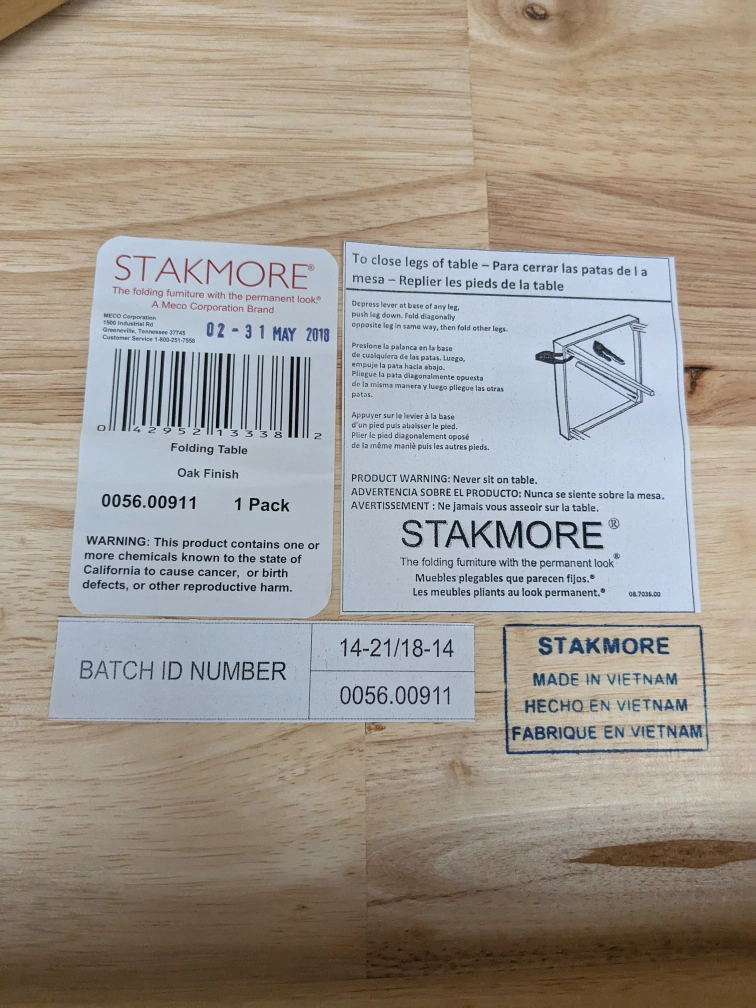 STAKMORE®
The folding furniture with the permanent look.®
A Meco Corporation Brand
MECO Corporation
1500 Industrial Rd
Greeneville, Tennessee 37745
Customer Service 1-800-251-7558
02-31 MAY 2018
0 42952 13338 2
Folding Table
Oak Finish
0056.00911 1 Pack
WARNING: This product contains one or
more chemicals known to the state of
California to cause cancer, or birth
defects, or other reproductive harm.
To close legs of table – Para cerrar las patas de l a
mesa – Replier les pieds de la table
Depress lever at base of any leg,
push leg down. Fold diagonally
opposite leg in same way, then fold other legs.
Presione la palanca en la base
de cualquiera de las patas. Luego,
empuje la pata hacia abajo.
Pliegue la pata diagonalmente opuesta
de la misma manera y luego pliegue las otras
patas.
Appuyer sur le levier à la base
d'un pied puis abaisser le pied.
Plier le pied diagonalement oposé
de la même maniè puis les autres pieds.
PRODUCT WARNING: Never sit on table.
ADVERTENCIA SOBRE EL PRODUCTO: Nunca se siente sobre la mesa.
AVERTISSEMENT : Ne jamais vous asseoir sur la table.
STAKMORE®
The folding furniture with the permanent look®
Muebles plegables que parecen fijos.®
Les meubles pliants au look permanent.®
08.7036.00
BATCH ID NUMBER
14-21/18-14
0056.00911
STAKMORE
MADE IN VIETNAM
HECHO EN VIETNAM
FABRIQUE EN VIETNAM